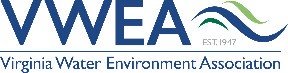 VWEA
EST.1947
Virginia Water Environment Association